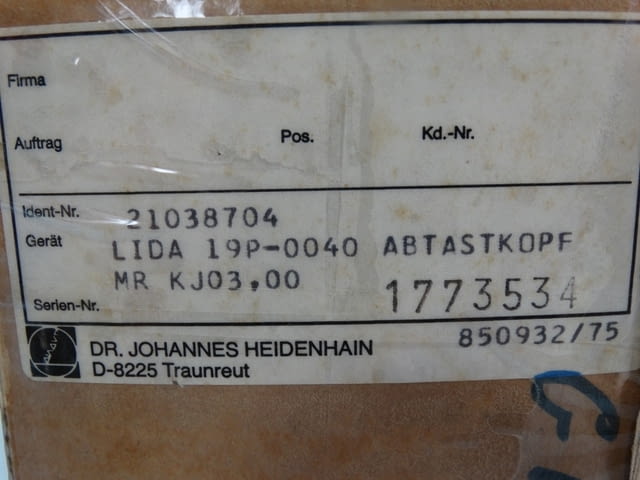 Firma
Auftrag Pos. Kd.-Nr.
Ident-Nr. 21038704
Gerät LIDA 19P-0040 ABTASTKOPF
MR KJ03,00
Serien-Nr. 1773534
850932/75
DR. JOHANNES HEIDENHAIN
D-8225 Traunreut